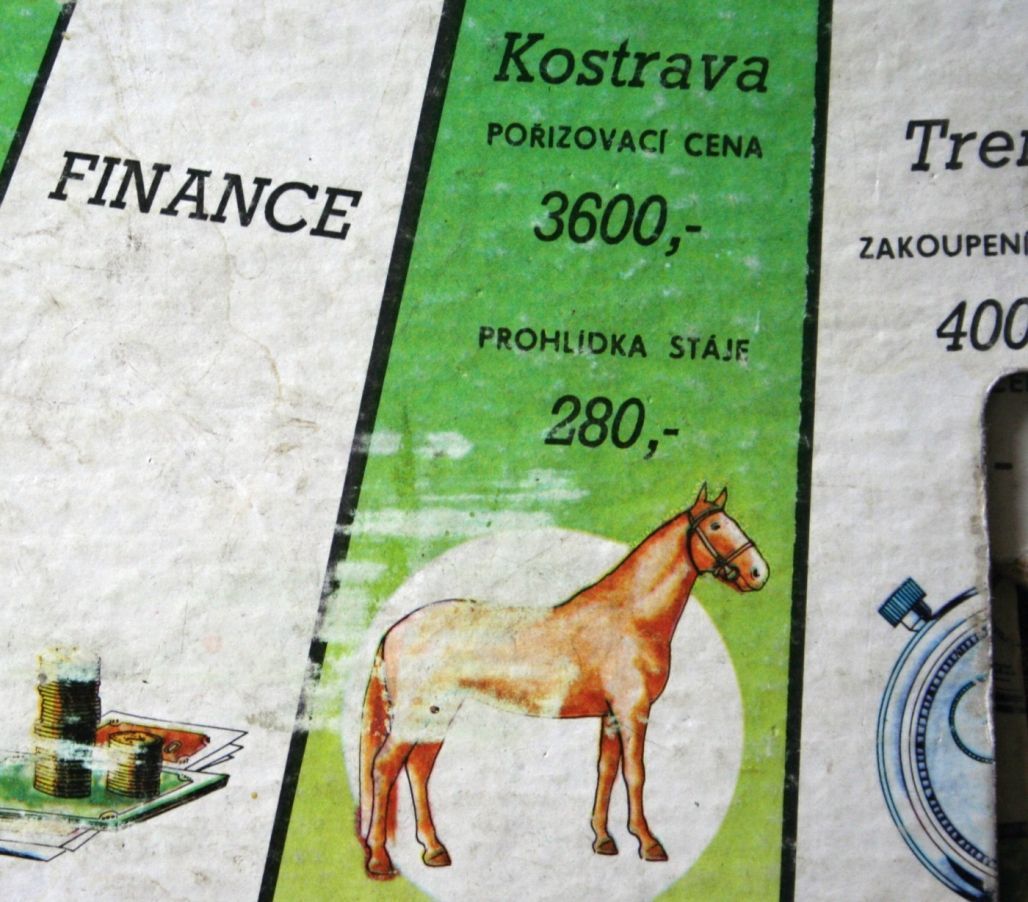 FINANCE
Kostrava
POŘIZOVACÍ CENA
3600,-
PROHLÍDKA STÁJE
280,-